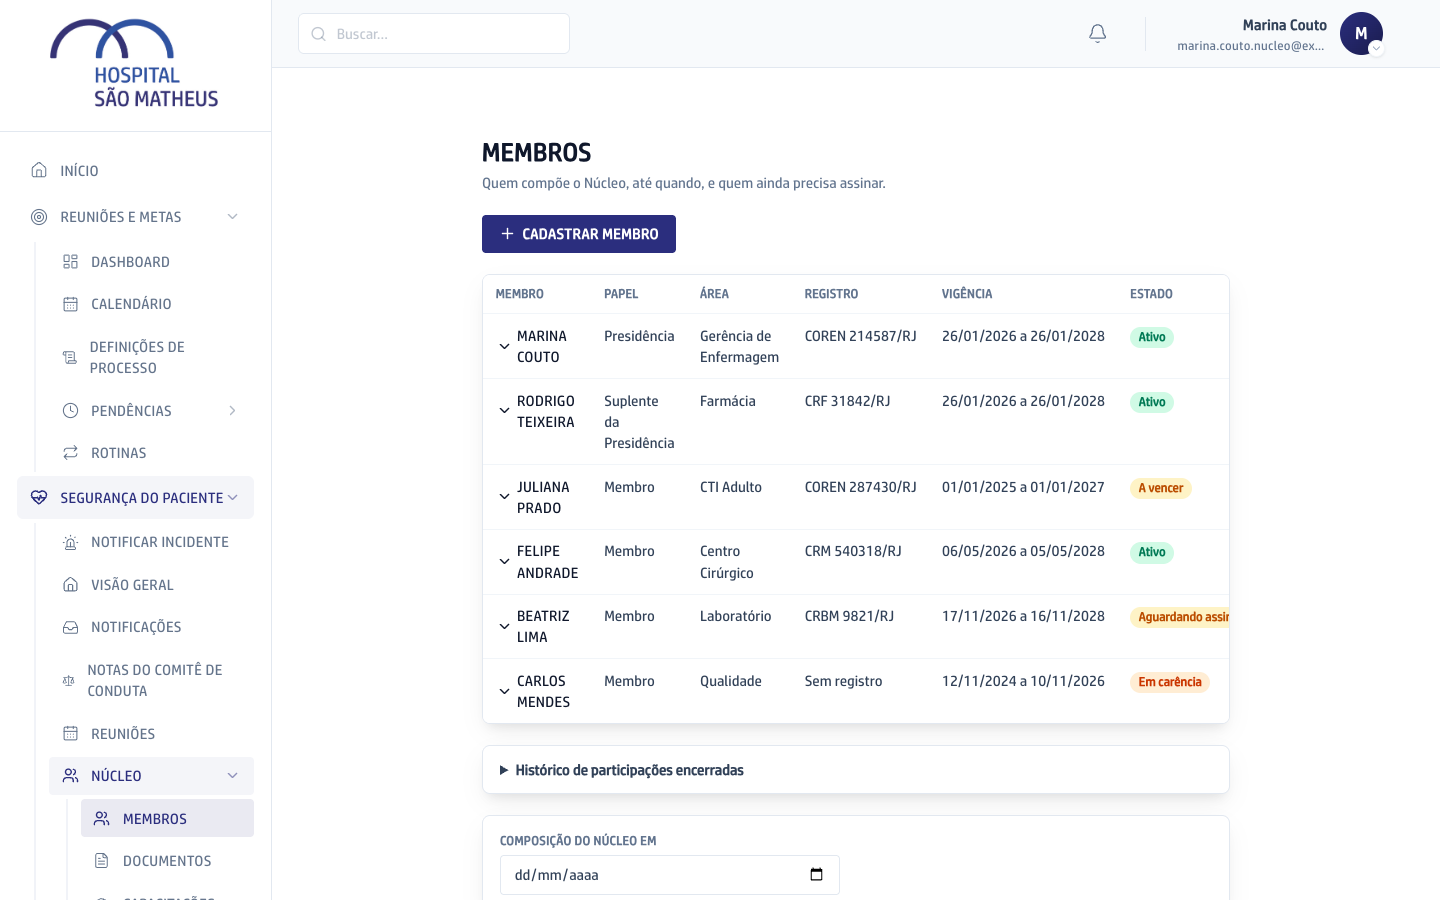 HOSPITAL
SÃO MATHEUS
Buscar...
Marina Couto
marina.couto.nucleo@ex...
M
INÍCIO
REUNIÕES E METAS
DASHBOARD
CALENDÁRIO
DEFINIÇÕES DE
PROCESSO
PENDÊNCIAS
ROTINAS
SEGURANÇA DO PACIENTE
NOTIFICAR INCIDENTE
VISÃO GERAL
NOTIFICAÇÕES
NOTAS DO COMITÊ DE
CONDUTA
REUNIÕES
NÚCLEO
MEMBROS
DOCUMENTOS
CAPACITAÇÕES
MEMBROS
Quem compõe o Núcleo, até quando, e quem ainda precisa assinar.
+ CADASTRAR MEMBRO
MEMBRO PAPEL ÁREA REGISTRO VIGÊNCIA ESTADO
MARINA COUTO Presidência Gerência de Enfermagem COREN 214587/RJ 26/01/2026 a 26/01/2028 Ativo
RODRIGO TEIXEIRA Suplente da Presidência Farmácia CRF 31842/RJ 26/01/2026 a 26/01/2028 Ativo
JULIANA PRADO Membro CTI Adulto COREN 287430/RJ 01/01/2025 a 01/01/2027 A vencer
FELIPE ANDRADE Membro Centro Cirúrgico CRM 540318/RJ 06/05/2026 a 05/05/2028 Ativo
BEATRIZ LIMA Membro Laboratório CRBM 9821/RJ 17/11/2026 a 16/11/2028 Aguardando assin
CARLOS MENDES Membro Qualidade Sem registro 12/11/2024 a 10/11/2026 Em carência
Histórico de participações encerradas
COMPOSIÇÃO DO NÚCLEO EM
dd/mm/aaaa